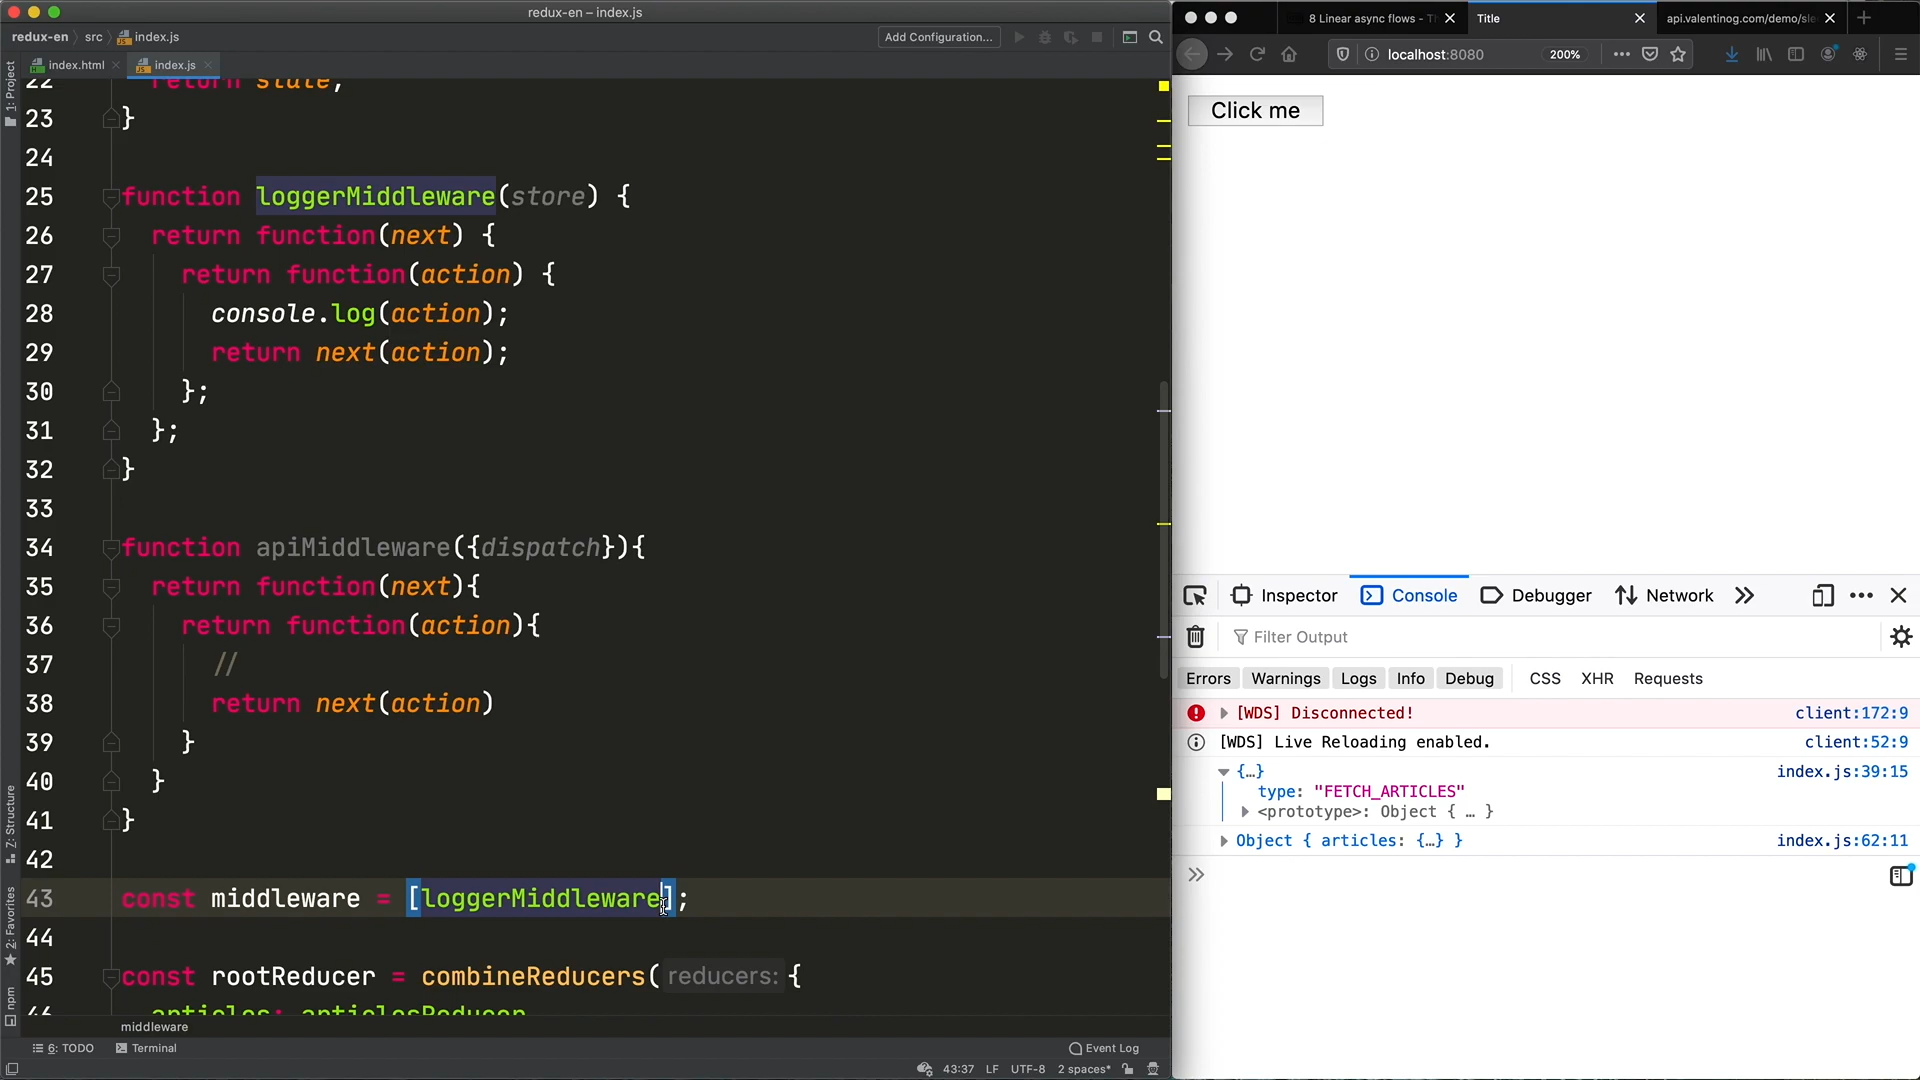 redux-en – index.js
redux-en
src
index.js
Add Configuration...
index.html
index.js
1: Project
Z: Structure
2: Favorites
npm
22 return state;
23 }
24
25 function loggerMiddleware(store) {
26 return function(next) {
27 return function(action) {
28 console.log(action);
29 return next(action);
30 };
31 };
32 }
33
34 function apiMiddleware({dispatch}){
35 return function(next){
36 return function(action){
37 //
38 return next(action)
39 }
40 }
41 }
42
43 const middleware = [loggerMiddleware];
44
45 const rootReducer = combineReducers( reducers: {
46 articles: articlesReducer
middleware
6: TODO
Terminal
Event Log
43:37 LF UTF-8 2 spaces*
8 Linear async flows - T
Title
api.valentinog.com/demo/sle
localhost:8080
200%
Click me
Inspector
Console
Debugger
Network
Filter Output
Errors
Warnings
Logs
Info
Debug
CSS
XHR
Requests
[WDS] Disconnected! client:172:9
[WDS] Live Reloading enabled. client:52:9
{…} index.js:39:15
type: "FETCH_ARTICLES"
<prototype>: Object { … }
Object { articles: {…} } index.js:62:11